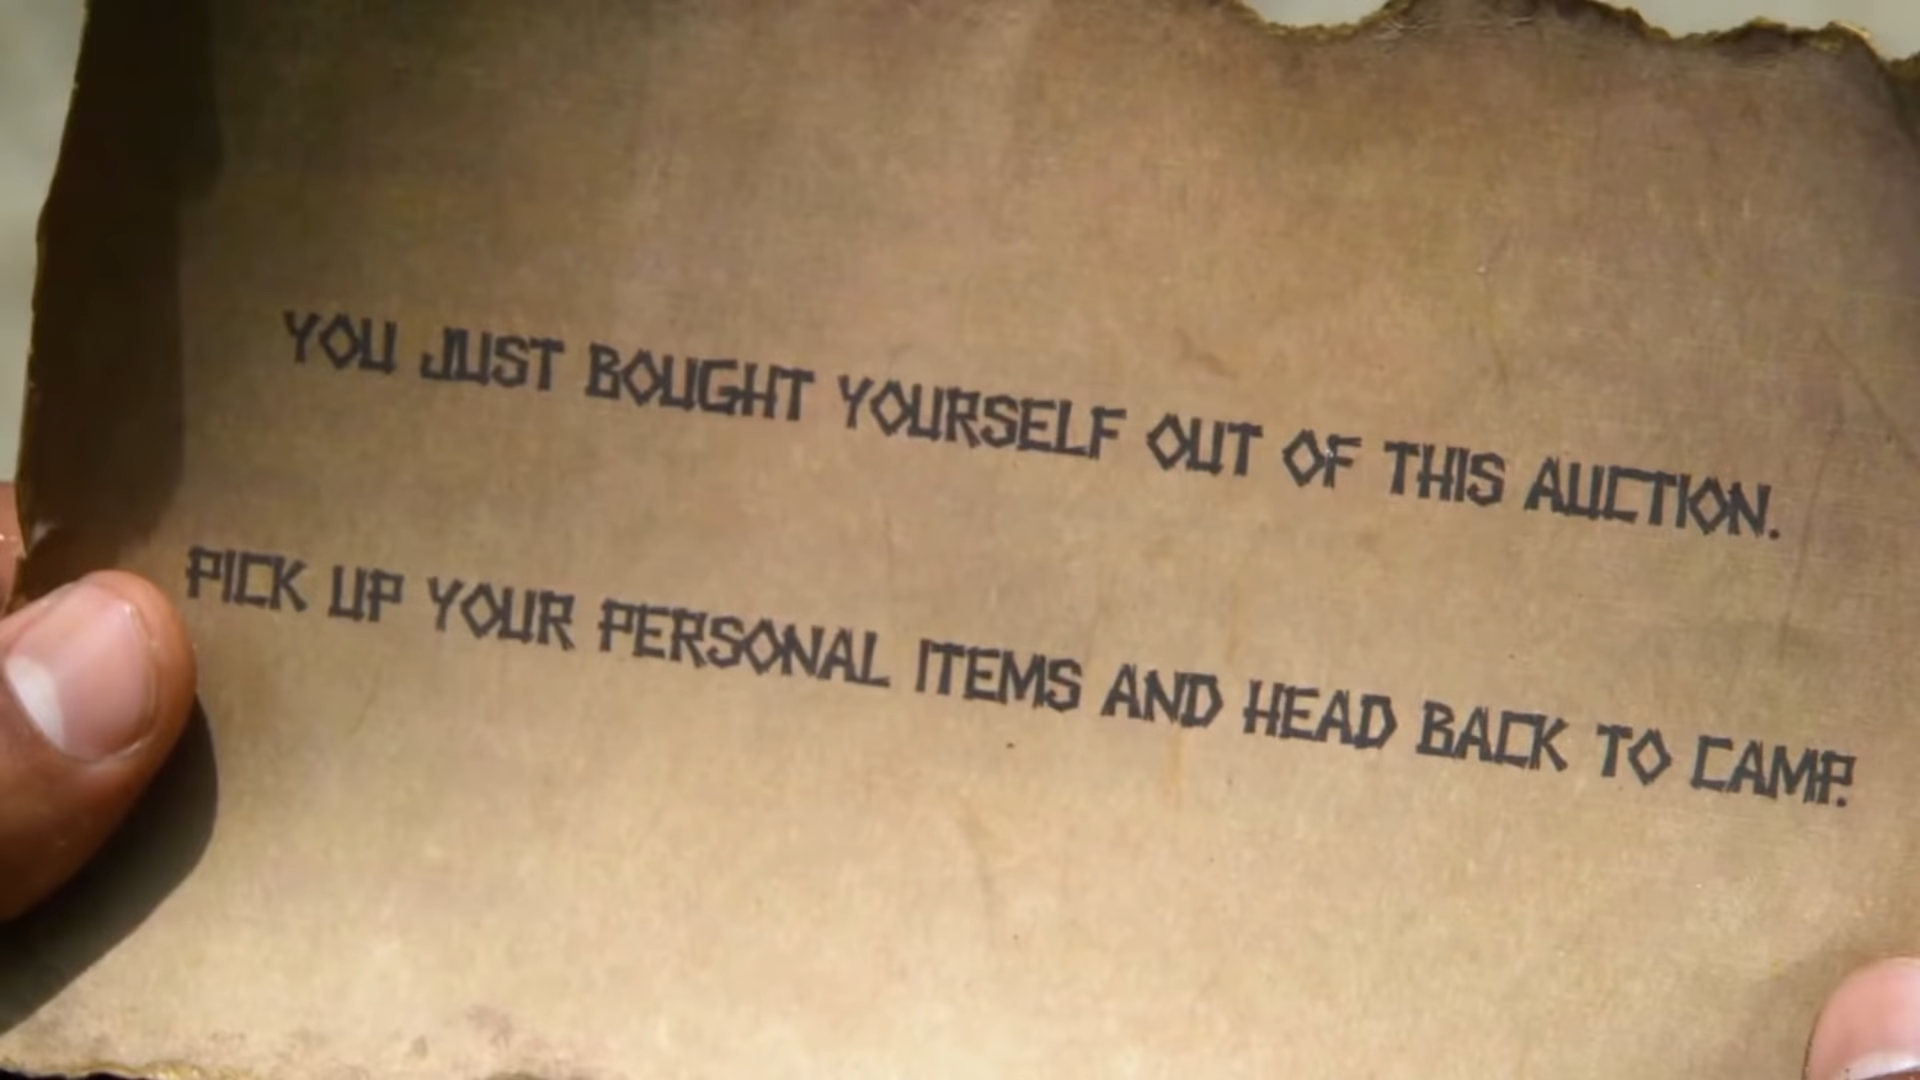 YOU JUST BOUGHT YOURSELF OUT OF THIS AUCTION.
PICK UP YOUR PERSONAL ITEMS AND HEAD BACK TO CAMP.